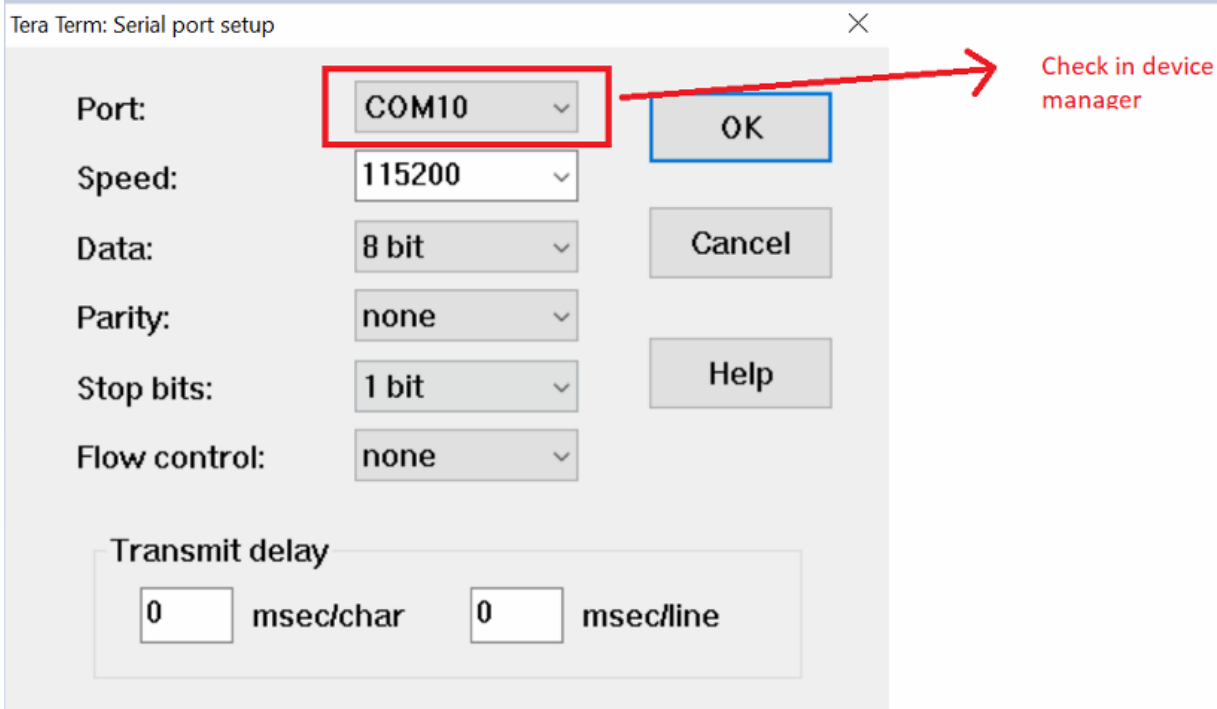 Tera Term: Serial port setup
Check in device
manager
Port:
COM10
OK
Speed:
115200
Data:
8 bit
Cancel
Parity:
none
Stop bits:
1 bit
Help
Flow control:
none
Transmit delay
0 msec/char 0 msec/line